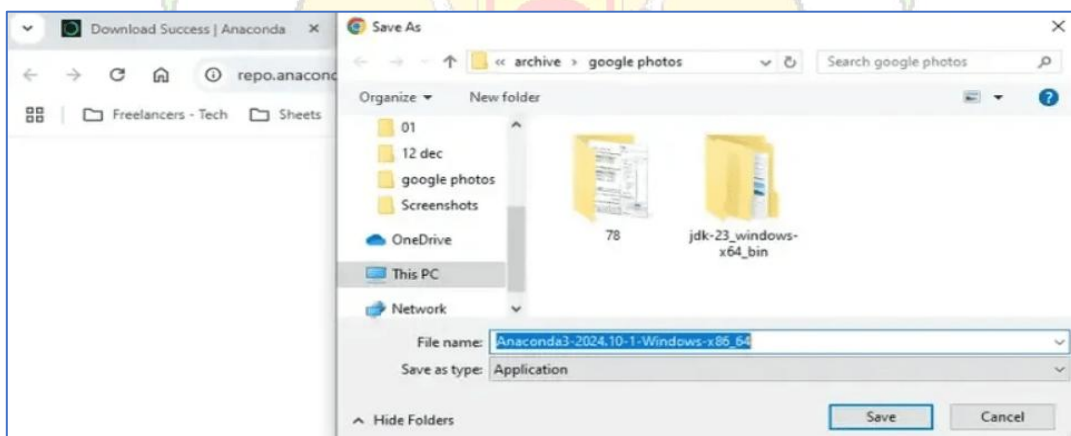 Download Success | Anaconda
repo.anacond
Freelancers - Tech Sheets
Save As
« archive › google photos
Search google photos
Organize New folder
01
12 dec
google photos
Screenshots
OneDrive
This PC
Network
78
jdk-23_windows-
x64_bin
File name: Anaconda3-2024.10-1-Windows-x86_64
Save as type: Application
Hide Folders
Save Cancel